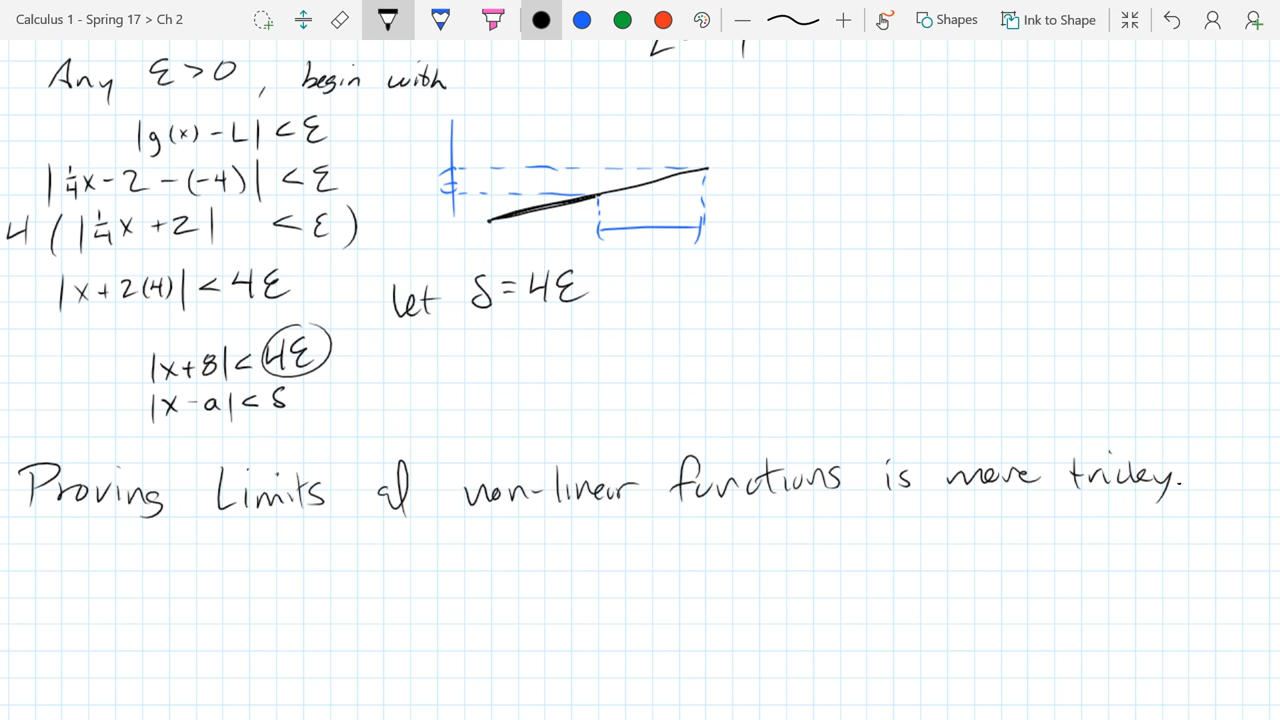 Calculus 1 - Spring 17 > Ch 2
Shapes
Ink to Shape
Any ε > 0, begin with
|g(x) - L| < ε
|¼x - 2 - (-4)| < ε
4 ( |¼x + 2| < ε )
|x + 2(4)| < 4ε
let δ = 4ε
|x + 8| < 4ε
|x - a| < δ
Proving Limits of non-linear functions is more tricky.